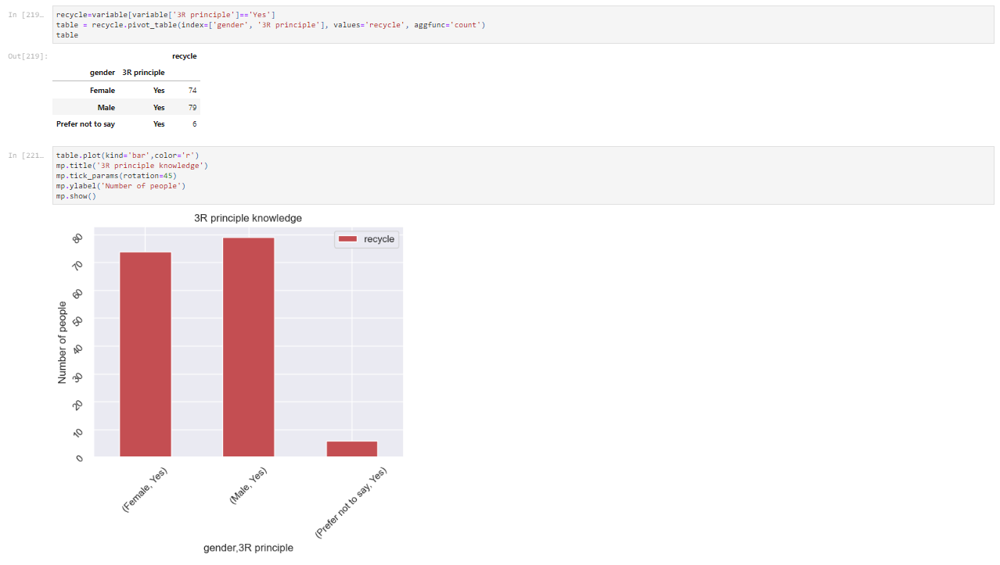 In [219…
recycle=variable[variable['3R principle']=='Yes']
table = recycle.pivot_table(index=['gender', '3R principle'], values='recycle', aggfunc='count')
table
Out[219]:
recycle
gender 3R principle
Female Yes 74
Male Yes 79
Prefer not to say Yes 6
In [221…
table.plot(kind='bar',color='r')
mp.title('3R principle knowledge')
mp.tick_params(rotation=45)
mp.ylabel('Number of people')
mp.show()
3R principle knowledge
recycle
80
70
60
50
40
30
20
10
0
Number of people
(Female, Yes)
(Male, Yes)
(Prefer not to say, Yes)
gender,3R principle